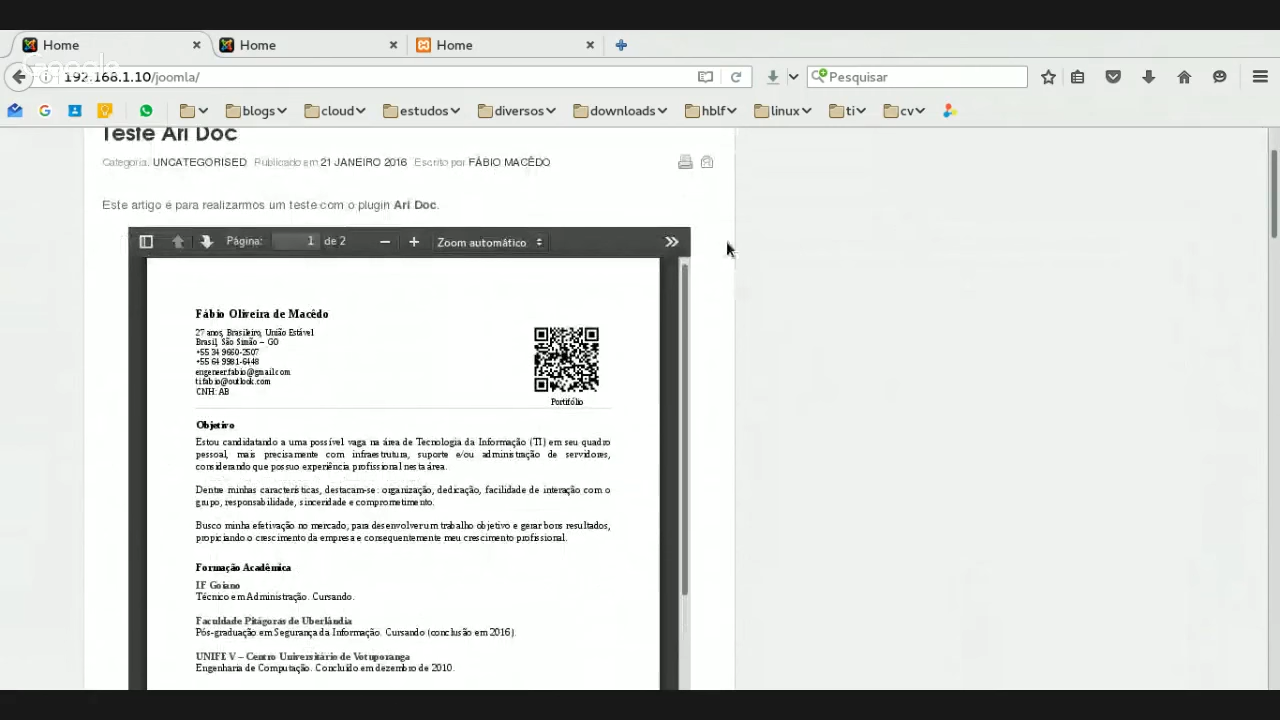 Home
Home
Home
Google
192.168.1.10/joomla/
Pesquisar
blogs
cloud
estudos
diversos
downloads
hblf
linux
ti
cv
Teste Ari Doc
Categoria. UNCATEGORISED Publicado em 21 JANEIRO 2016 Escrito por FÁBIO MACÊDO
Este artigo é para realizarmos um teste com o plugin Ari Doc.
Página: 1 de 2
Zoom automático
Fábio Oliveira de Macêdo
27 anos, Brasileiro, União Estável
Brasil, São Simão – GO
+55 34 9660-2507
+55 64 9981-6448
engeneer.fabio@gmail.com
ti.fabio@outlook.com
CNH: AB
Portifólio
Objetivo
Estou candidatando a uma possível vaga na área de Tecnologia da Informação (TI) em seu quadro
pessoal, mais precisamente com infraestrutura, suporte e/ou administração de servidores,
considerando que possuo experiência profissional nesta área.
Dentre minhas características, destacam-se: organização, dedicação, facilidade de interação com o
grupo, responsabilidade, sinceridade e comprometimento.
Busco minha efetivação no mercado, para desenvolver um trabalho objetivo e gerar bons resultados,
propiciando o crescimento da empresa e consequentemente meu crescimento profissional.
Formação Acadêmica
IF Goiano
Técnico em Administração. Cursando.
Faculdade Pitágoras de Uberlândia
Pós-graduação em Segurança da Informação. Cursando (conclusão em 2016).
UNIFEV – Centro Universitário de Votuporanga
Engenharia de Computação. Concluído em dezembro de 2010.